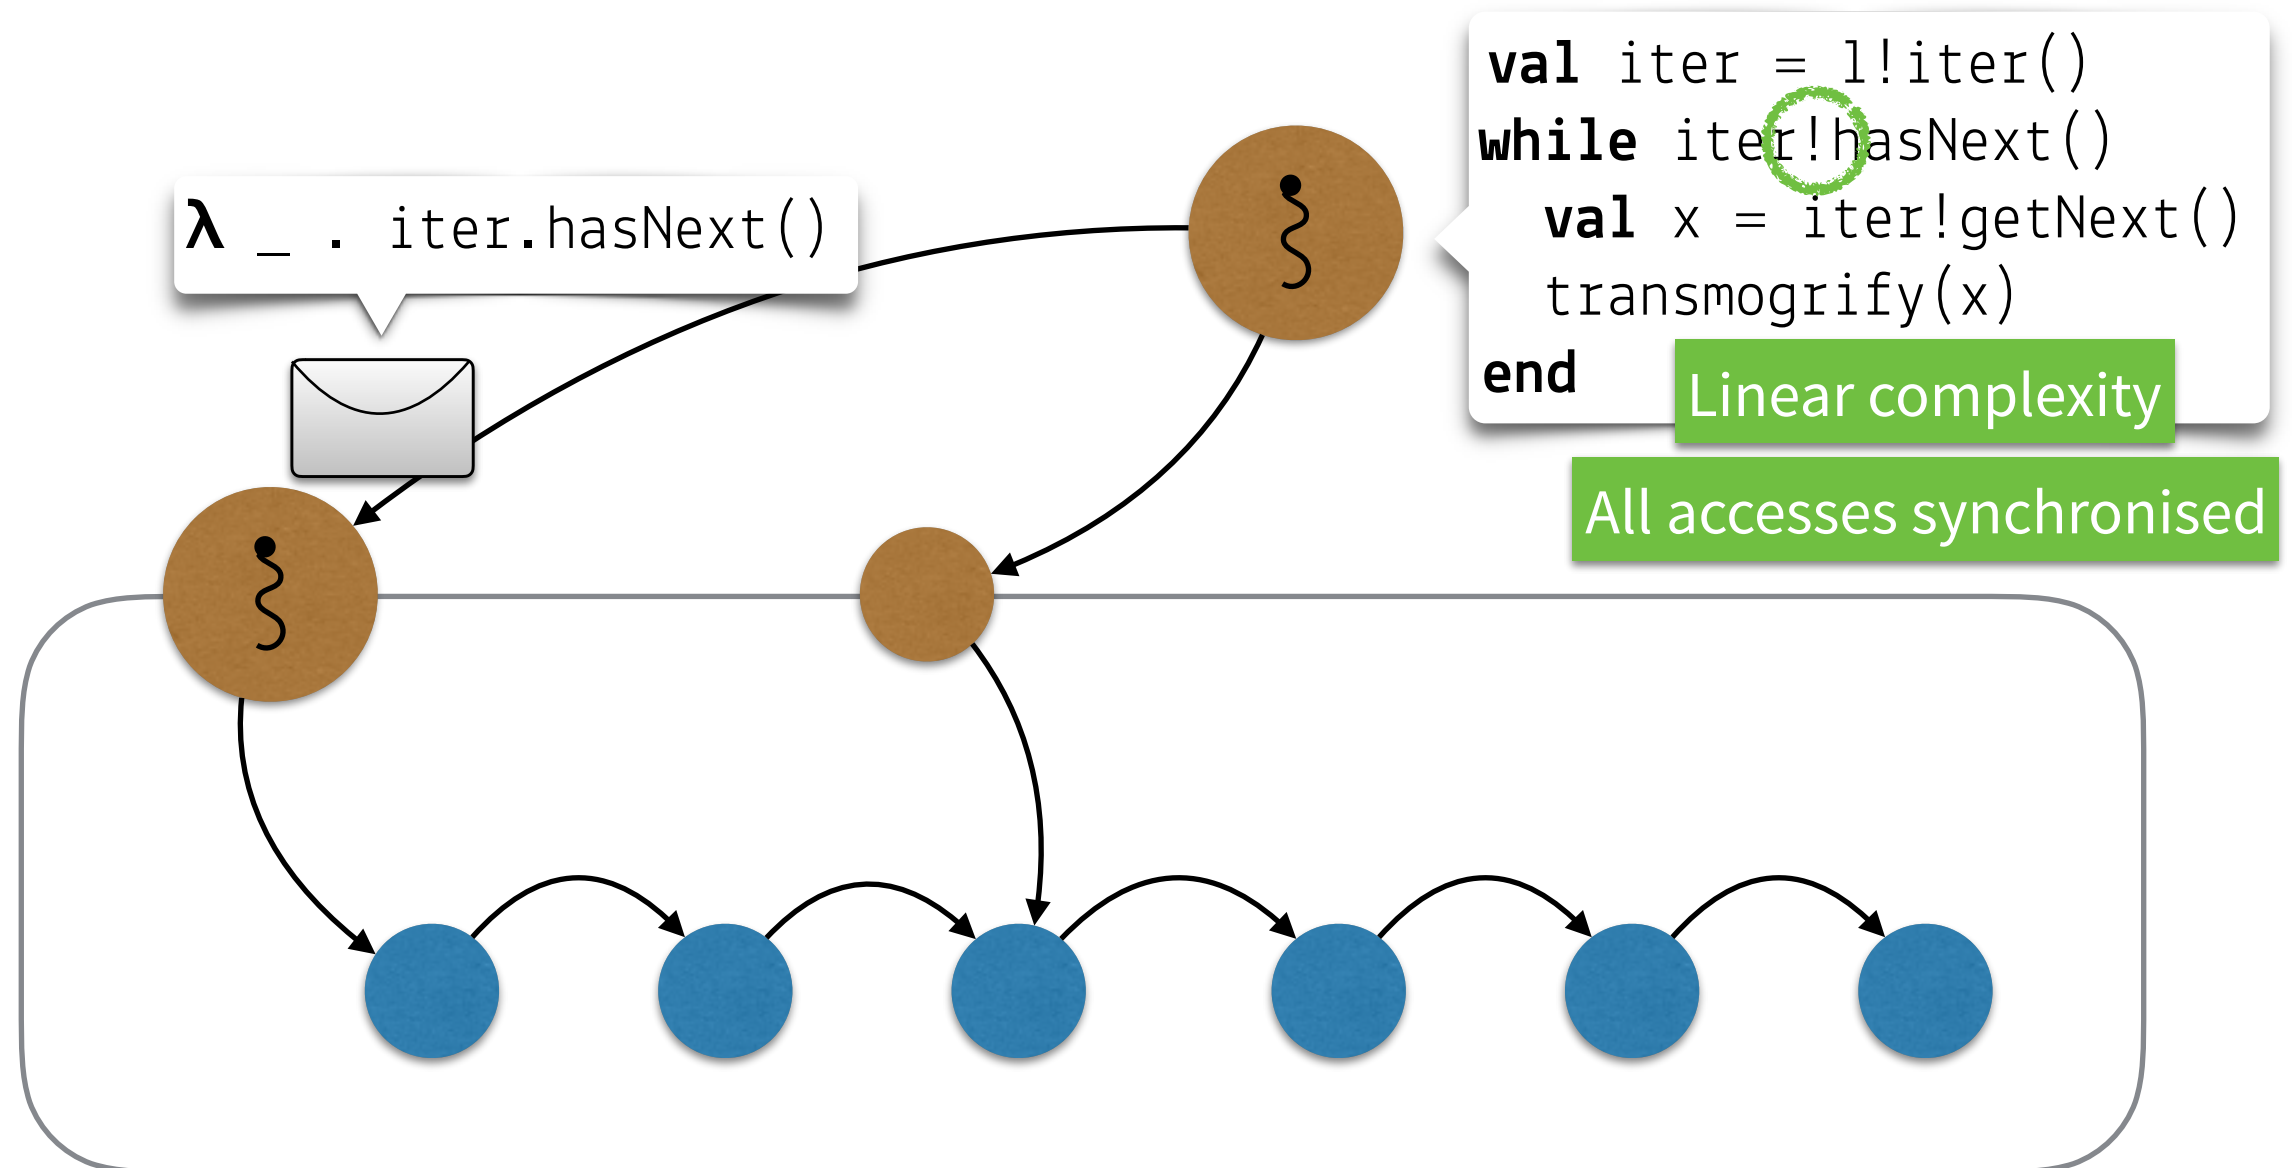 val iter = l!iter()
while iter!hasNext()
val x = iter!getNext()
transmogrify(x)
end
Linear complexity
All accesses synchronised
λ _ . iter.hasNext()